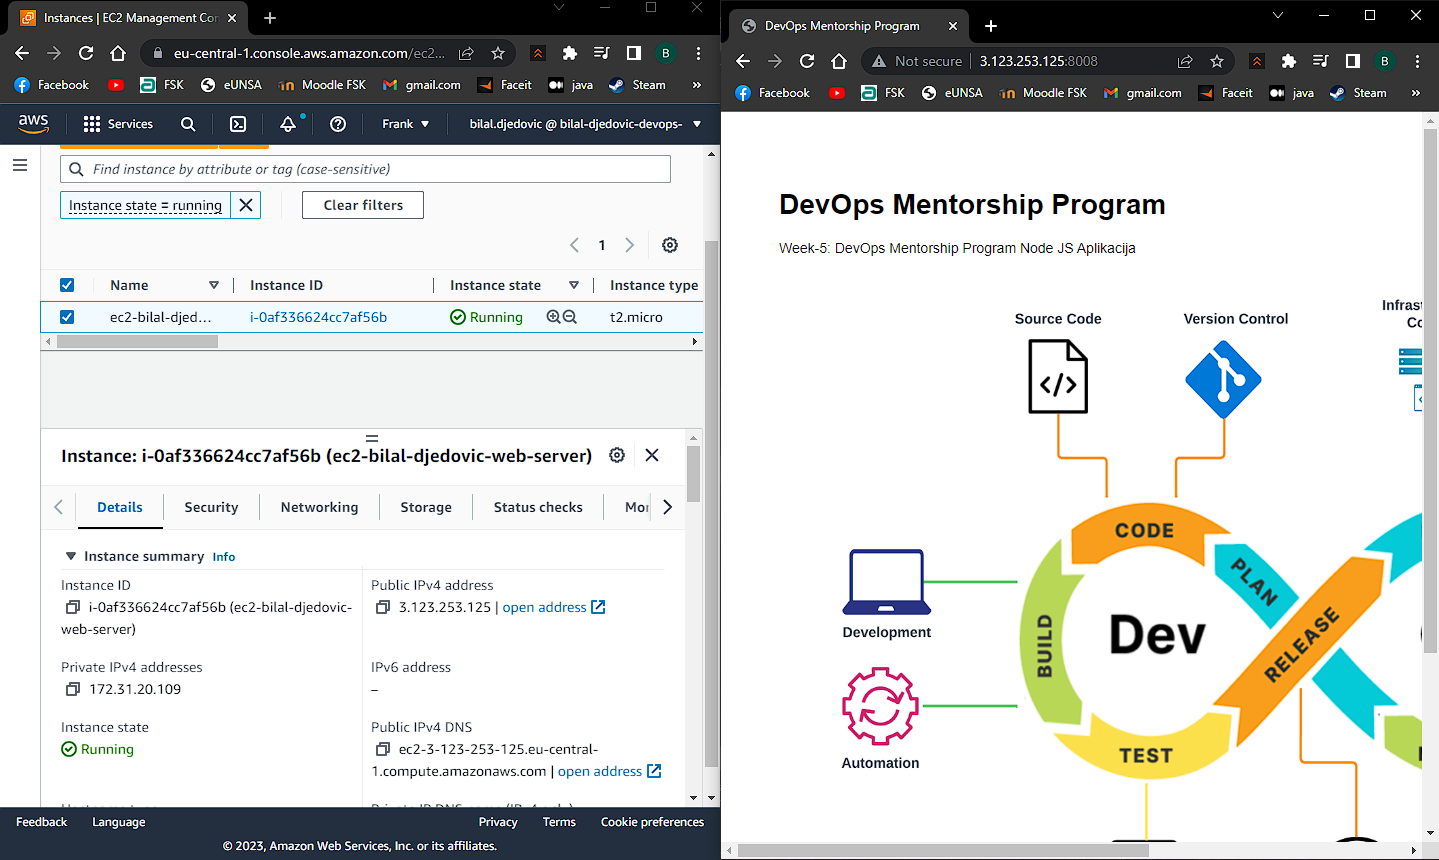 Instances | EC2 Management Con
eu-central-1.console.aws.amazon.com/ec2...
B
Facebook
FSK
eUNSA
Moodle FSK
gmail.com
Faceit
java
Steam
»
aws
Services
Frank
bilal.djedovic @ bilal-djedovic-devops-
Find instance by attribute or tag (case-sensitive)
Instance state = running
Clear filters
1
Name
Instance ID
Instance state
Instance type
ec2-bilal-djed...
i-0af336624cc7af56b
Running
t2.micro
Instance: i-0af336624cc7af56b (ec2-bilal-djedovic-web-server)
Details
Security
Networking
Storage
Status checks
Instance summary
Info
Instance ID
i-0af336624cc7af56b (ec2-bilal-djedovic-
web-server)
Public IPv4 address
3.123.253.125 | open address
Private IPv4 addresses
172.31.20.109
IPv6 address
–
Instance state
Running
Public IPv4 DNS
ec2-3-123-253-125.eu-central-
1.compute.amazonaws.com | open address
Feedback
Language
Privacy
Terms
Cookie preferences
© 2023, Amazon Web Services, Inc. or its affiliates.
DevOps Mentorship Program
Not secure
3.123.253.125:8008
B
Facebook
FSK
eUNSA
Moodle FSK
gmail.com
Faceit
java
Steam
»
DevOps Mentorship Program
Week-5: DevOps Mentorship Program Node JS Aplikacija
Source Code
Version Control
Infrast
Co
</>
CODE
PLAN
BUILD
Dev
RELEASE
TEST
Development
Automation